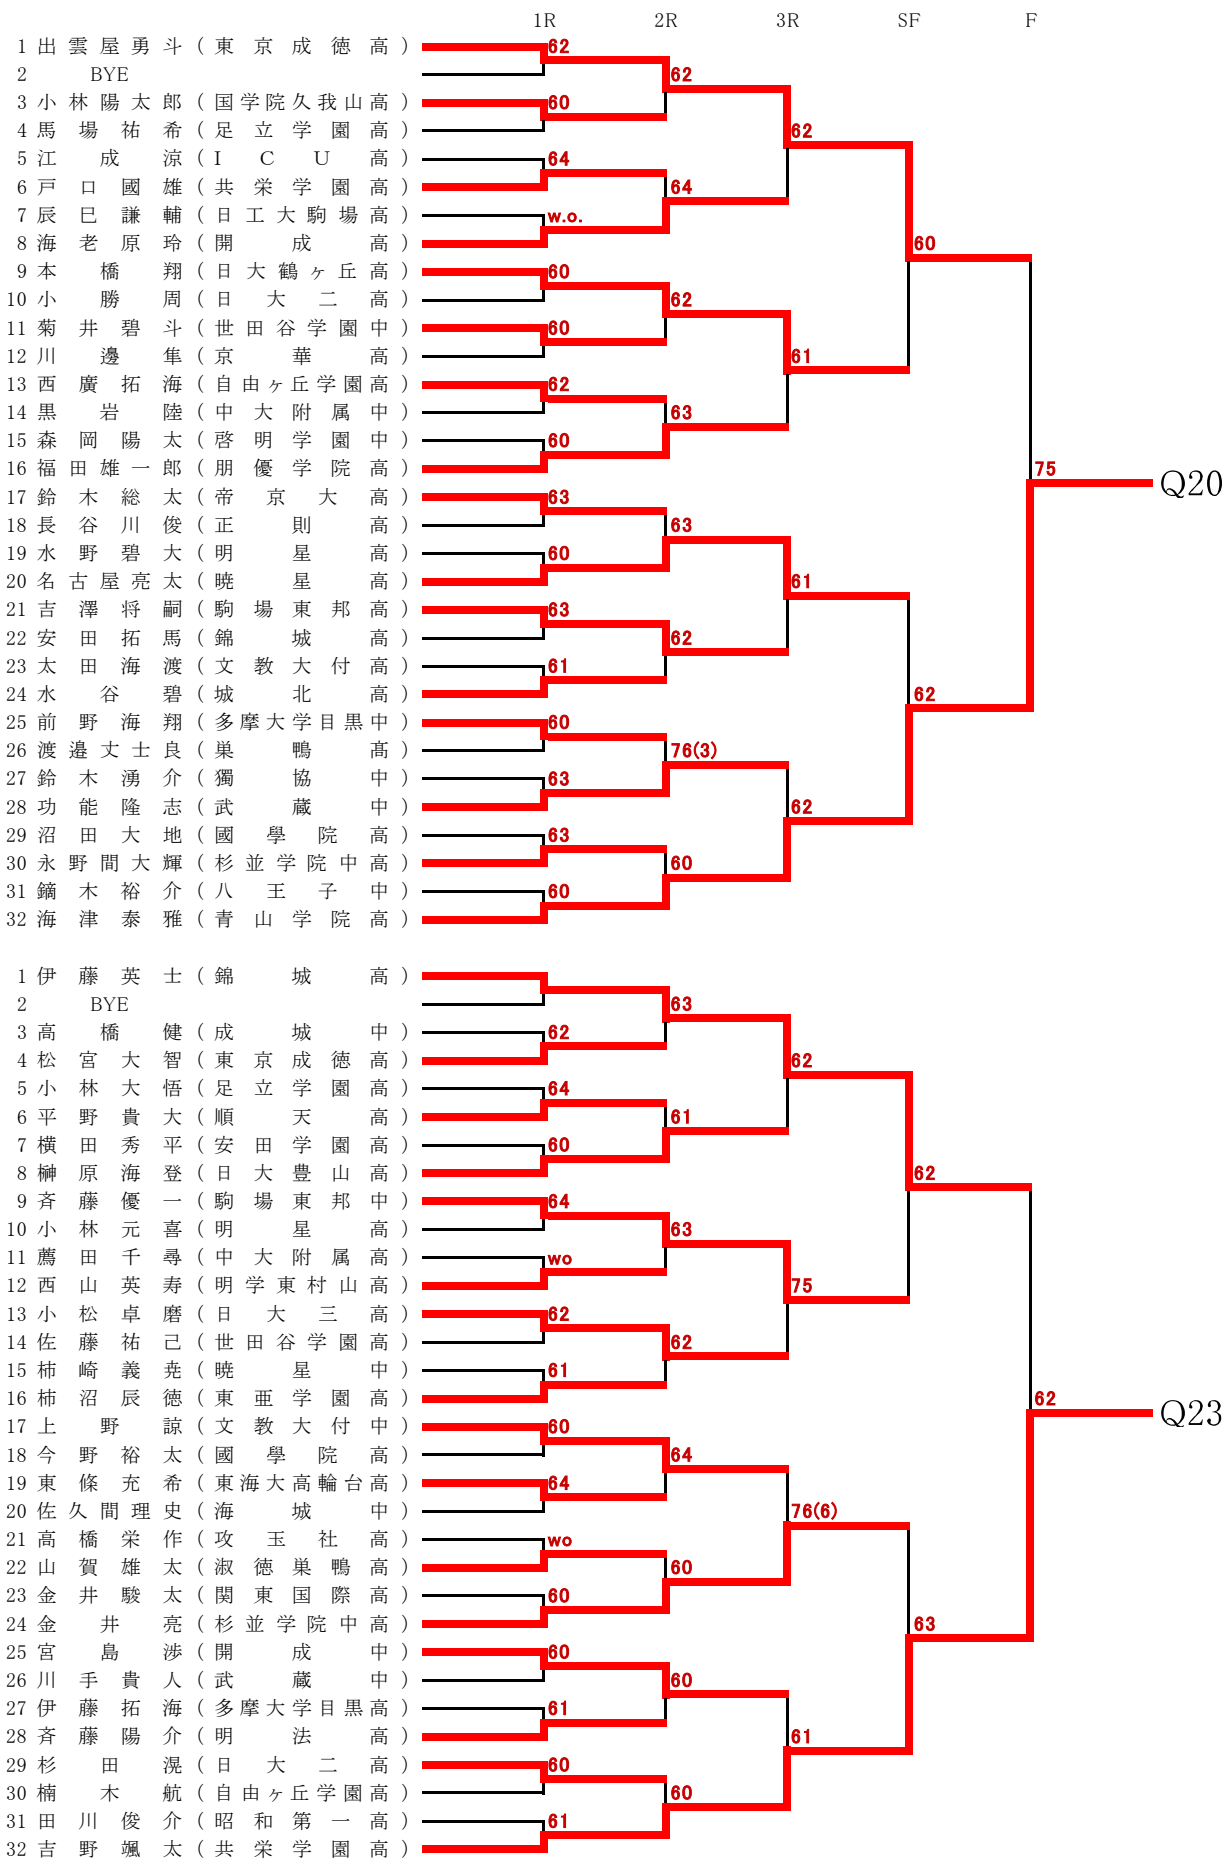 1R 2R 3R SF F
1 出雲屋勇斗 (東京成徳高) 62
2 BYE 62
3 小林陽太郎 (国学院久我山高) 60
4 馬場祐希 (足立学園高) 62
5 江成涼 (ICU高) 64
6 戸口國雄 (共栄学園高) 64
7 辰巳謙輔 (日工大駒場高) w.o.
8 海老原玲 (開成高) 60
9 本橋翔 (日大鶴ヶ丘高) 60
10 小勝周 (日大二高) 62
11 菊井碧斗 (世田谷学園中) 60
12 川邊隼 (京華高) 61
13 西廣拓海 (自由ヶ丘学園高) 62
14 黒岩陸 (中大附属中) 63
15 森岡陽太 (啓明学園中) 60
16 福田雄一郎 (朋優学院高) 75 Q20
17 鈴木総太 (帝京大高) 63
18 長谷川俊 (正則高) 63
19 水野碧大 (明星高) 60
20 名古屋亮太 (暁星高) 61
21 吉澤将嗣 (駒場東邦高) 63
22 安田拓馬 (錦城高) 62
23 太田海渡 (文教大付高) 61
24 水谷碧 (城北高) 62
25 前野海翔 (多摩大学目黒中) 60
26 渡邉丈士良 (巣鴨高) 76(3)
27 鈴木湧介 (獨協中) 63
28 功能隆志 (武蔵中) 62
29 沼田大地 (國學院高) 63
30 永野間大輝 (杉並学院中高) 60
31 鏑木裕介 (八王子中) 60
32 海津泰雅 (青山学院高)
1 伊藤英士 (錦城高)
2 BYE 63
3 高橋健 (成城中) 62
4 松宮大智 (東京成徳高) 62
5 小林大悟 (足立学園高) 64
6 平野貴大 (順天高) 61
7 横田秀平 (安田学園高) 60
8 榊原海登 (日大豊山高) 62
9 斉藤優一 (駒場東邦中) 64
10 小林元喜 (明星高) 63
11 薦田千尋 (中大附属高) wo
12 西山英寿 (明学東村山高) 75
13 小松卓磨 (日大三高) 62
14 佐藤祐己 (世田谷学園高) 62
15 柿崎義尭 (暁星中) 61
16 柿沼辰徳 (東亜学園高) 62 Q23
17 上野諒 (文教大付中) 60
18 今野裕太 (國學院高) 64
19 東條充希 (東海大高輪台高) 64
20 佐久間理史 (海城中) 76(6)
21 高橋栄作 (攻玉社高) wo
22 山賀雄太 (淑徳巣鴨高) 60
23 金井駿太 (関東国際高) 60
24 金井亮 (杉並学院中高) 63
25 宮島渉 (開成中) 60
26 川手貴人 (武蔵中) 60
27 伊藤拓海 (多摩大学目黒高) 61
28 斉藤陽介 (明法高) 61
29 杉田滉 (日大二高) 60
30 楠木航 (自由ヶ丘学園高) 60
31 田川俊介 (昭和第一高) 61
32 吉野颯太 (共栄学園高)